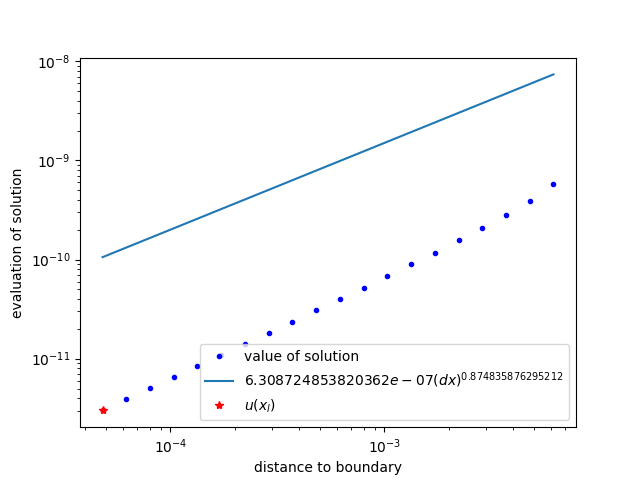 10⁻⁸
10⁻⁹
10⁻¹⁰
10⁻¹¹
evaluation of solution
value of solution
6.308724853820362e − 07(dx)^0.874835876295212
u(x_l)
10⁻⁴ 10⁻³
distance to boundary